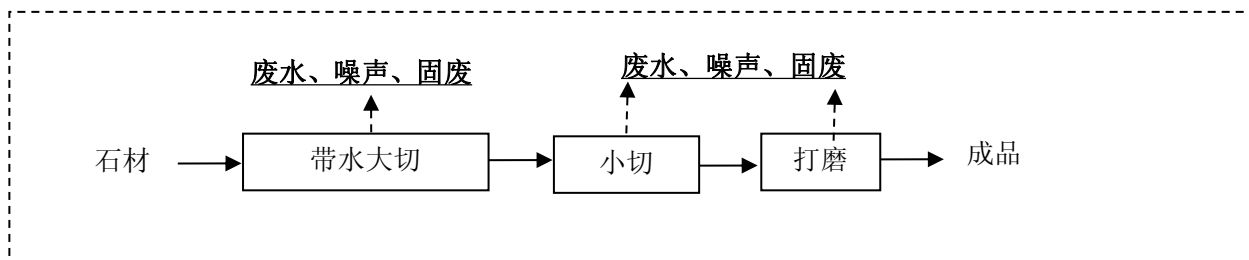 废水、噪声、固废
废水、噪声、固废
石材
带水大切
小切
打磨
成品